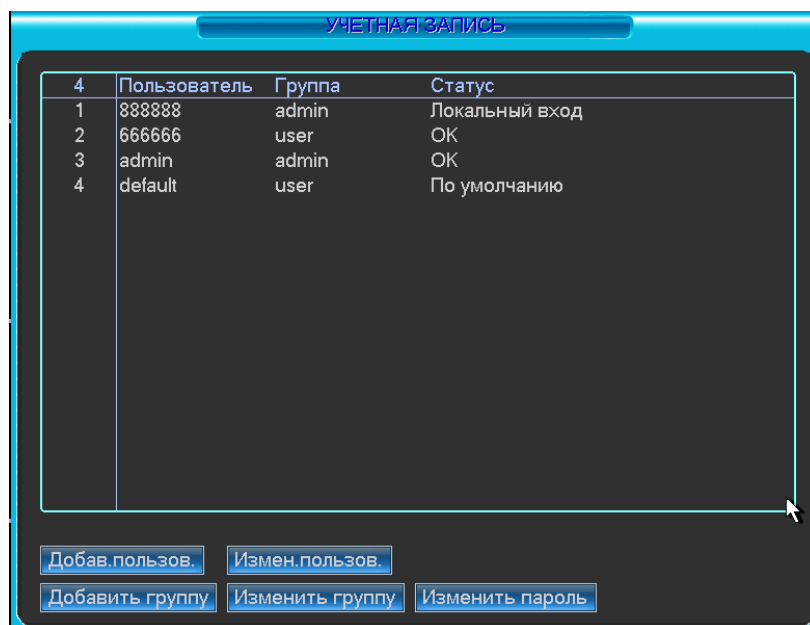 УЧЕТНАЯ ЗАПИСЬ
4 Пользователь Группа Статус
1 888888 admin Локальный вход
2 666666 user OK
3 admin admin OK
4 default user По умолчанию
Добав.пользов. Измен.пользов.
Добавить группу Изменить группу Изменить пароль